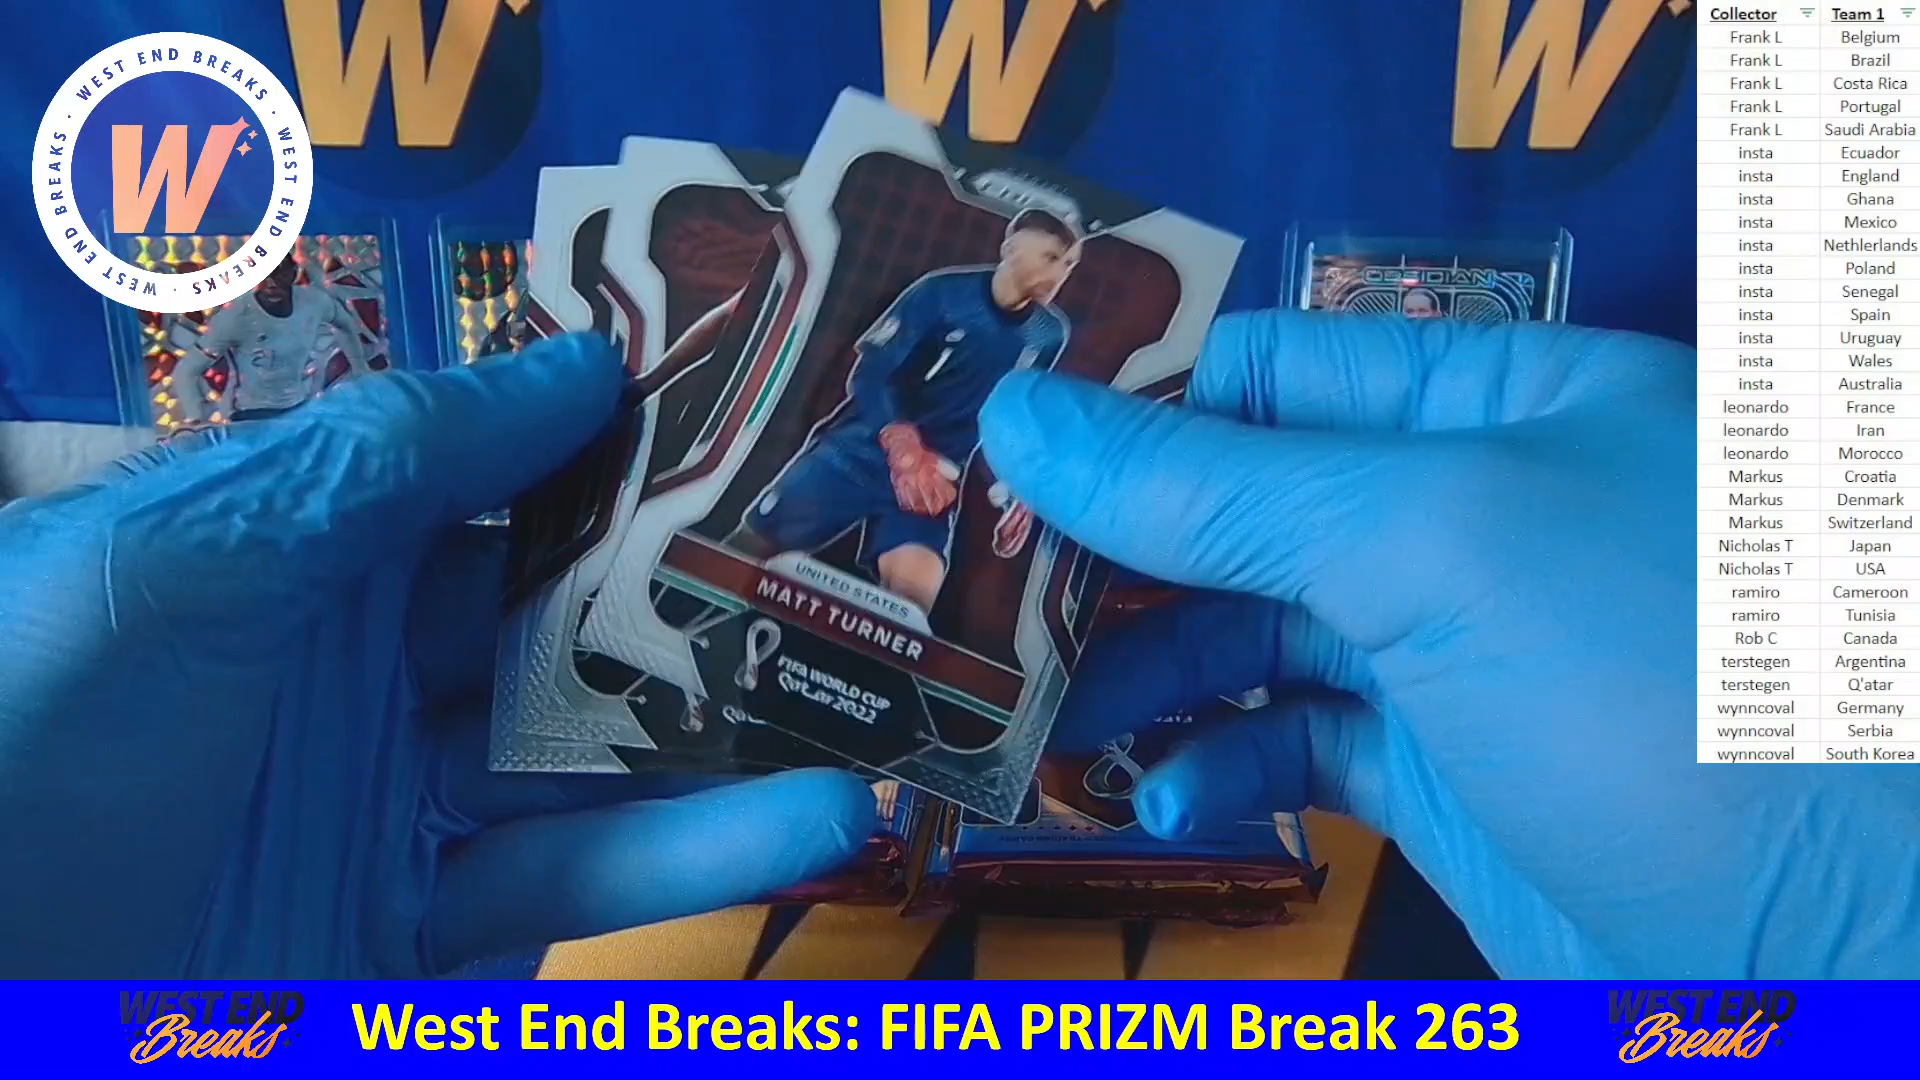 · WEST END BREAKS · WEST END BREAKS · WEST END BREAKS
W
OBSIDIAN
UNITED STATES
MATT TURNER
FIFA WORLD CUP
Qatar2022
Collector Team 1
Frank L Belgium
Frank L Brazil
Frank L Costa Rica
Frank L Portugal
Frank L Saudi Arabia
insta Ecuador
insta England
insta Ghana
insta Mexico
insta Nethlerlands
insta Poland
insta Senegal
insta Spain
insta Uruguay
insta Wales
insta Australia
leonardo France
leonardo Iran
leonardo Morocco
Markus Croatia
Markus Denmark
Markus Switzerland
Nicholas T Japan
Nicholas T USA
ramiro Cameroon
ramiro Tunisia
Rob C Canada
terstegen Argentina
terstegen Q'atar
wynncoval Germany
wynncoval Serbia
wynncoval South Korea
WEST END
Breaks
West End Breaks: FIFA PRIZM Break 263
WEST END
Breaks